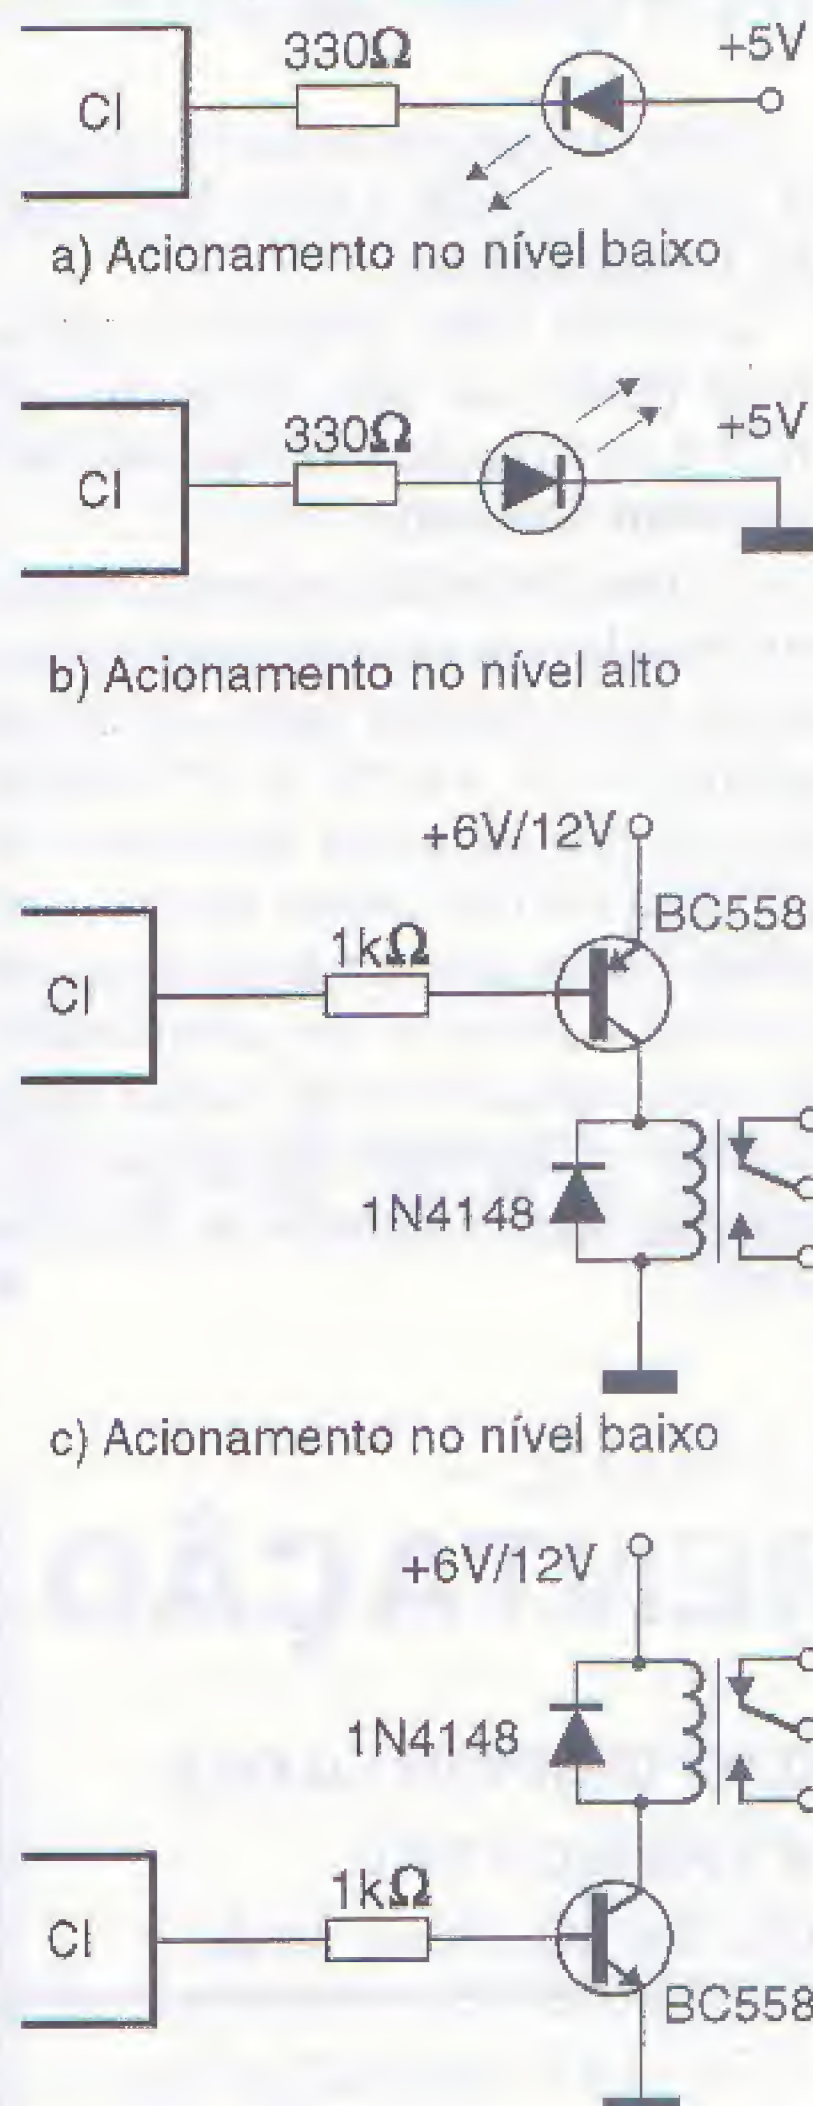 330Ω
+5V
CI
a) Acionamento no nível baixo
330Ω
+5V
CI
b) Acionamento no nível alto
+6V/12V
BC558
1kΩ
CI
1N4148
c) Acionamento no nível baixo
+6V/12V
1N4148
1kΩ
CI
BC558